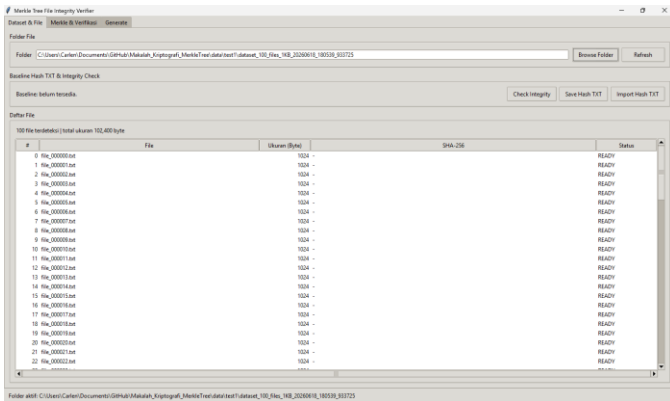 Merkle Tree File Integrity Verifier
Dataset & File Merkle & Verifikasi Generate
Folder File
Folder C:\Users\Carlen\Documents\GitHub\Makalah_Kriptografi_MerkleTree\data\test1\dataset_100_files_1KB_20260610_180539_933725 Browse Folder Refresh
Baseline Hash TXT & Integrity Check
Baseline: belum tersedia. Check Integrity Save Hash TXT Import Hash TXT
Daftar File
100 file terdeteksi | total ukuran 102,400 byte
# File Ukuran (Byte) SHA-256 Status
0 file_000000.txt 1024 - READY
1 file_000001.txt 1024 - READY
2 file_000002.txt 1024 - READY
3 file_000003.txt 1024 - READY
4 file_000004.txt 1024 - READY
5 file_000005.txt 1024 - READY
6 file_000006.txt 1024 - READY
7 file_000007.txt 1024 - READY
8 file_000008.txt 1024 - READY
9 file_000009.txt 1024 - READY
10 file_000010.txt 1024 - READY
11 file_000011.txt 1024 - READY
12 file_000012.txt 1024 - READY
13 file_000013.txt 1024 - READY
14 file_000014.txt 1024 - READY
15 file_000015.txt 1024 - READY
16 file_000016.txt 1024 - READY
17 file_000017.txt 1024 - READY
18 file_000018.txt 1024 - READY
19 file_000019.txt 1024 - READY
20 file_000020.txt 1024 - READY
21 file_000021.txt 1024 - READY
22 file_000022.txt 1024 - READY
Folder aktif: C:\Users\Carlen\Documents\GitHub\Makalah_Kriptografi_MerkleTree\data\test1\dataset_100_files_1KB_20260610_180539_933725